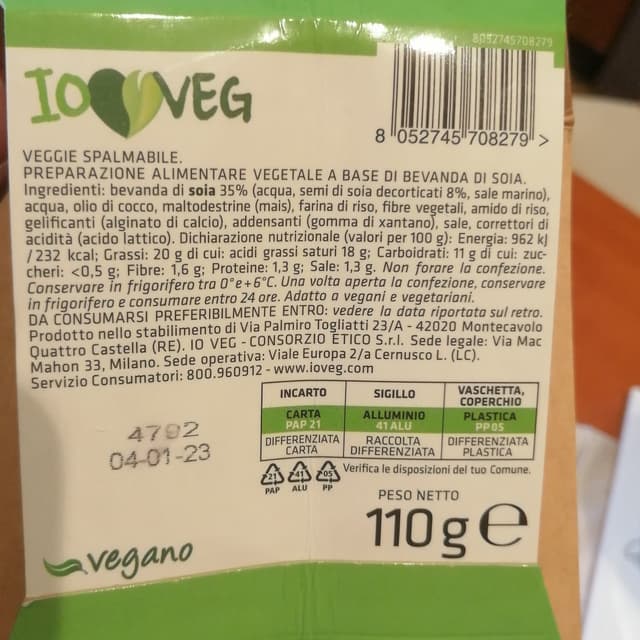 8052745708279
IO VEG
8 052745 708279 >
VEGGIE SPALMABILE.
PREPARAZIONE ALIMENTARE VEGETALE A BASE DI BEVANDA DI SOIA.
Ingredienti: bevanda di soia 35% (acqua, semi di soia decorticati 8%, sale marino),
acqua, olio di cocco, maltodestrine (mais), farina di riso, fibre vegetali, amido di riso,
gelificanti (alginato di calcio), addensanti (gomma di xantano), sale, correttori di
acidità (acido lattico). Dichiarazione nutrizionale (valori per 100 g): Energia: 962 kJ
/ 232 kcal; Grassi: 20 g di cui: acidi grassi saturi 18 g; Carboidrati: 11 g di cui: zuc-
cheri: <0,5 g; Fibre: 1,6 g; Proteine: 1,3 g; Sale: 1,3 g. Non forare la confezione.
Conservare in frigorifero tra 0°e+6°C. Una volta aperta la confezione, conservare
in frigorifero e consumare entro 24 ore. Adatto a vegani e vegetariani.
DA CONSUMARSI PREFERIBILMENTE ENTRO: vedere la data riportata sul retro.
Prodotto nello stabilimento di Via Palmiro Togliatti 23/A - 42020 Montecavolo
Quattro Castella (RE). IO VEG - CONSORZIO ETICO S.r.l. Sede legale: Via Mac
Mahon 33, Milano. Sede operativa: Viale Europa 2/a Cernusco L. (LC).
Servizio Consumatori: 800.960912 - www.ioveg.com
INCARTO SIGILLO VASCHETTA, COPERCHIO
CARTA ALLUMINIO PLASTICA
PAP 21 41 ALU PP 05
DIFFERENZIATA RACCOLTA DIFFERENZIATA
CARTA DIFFERENZIATA PLASTICA
21 41 05 Verifica le disposizioni del tuo Comune.
PAP ALU PP
4792
04-01-23
PESO NETTO
110 g e
vegano